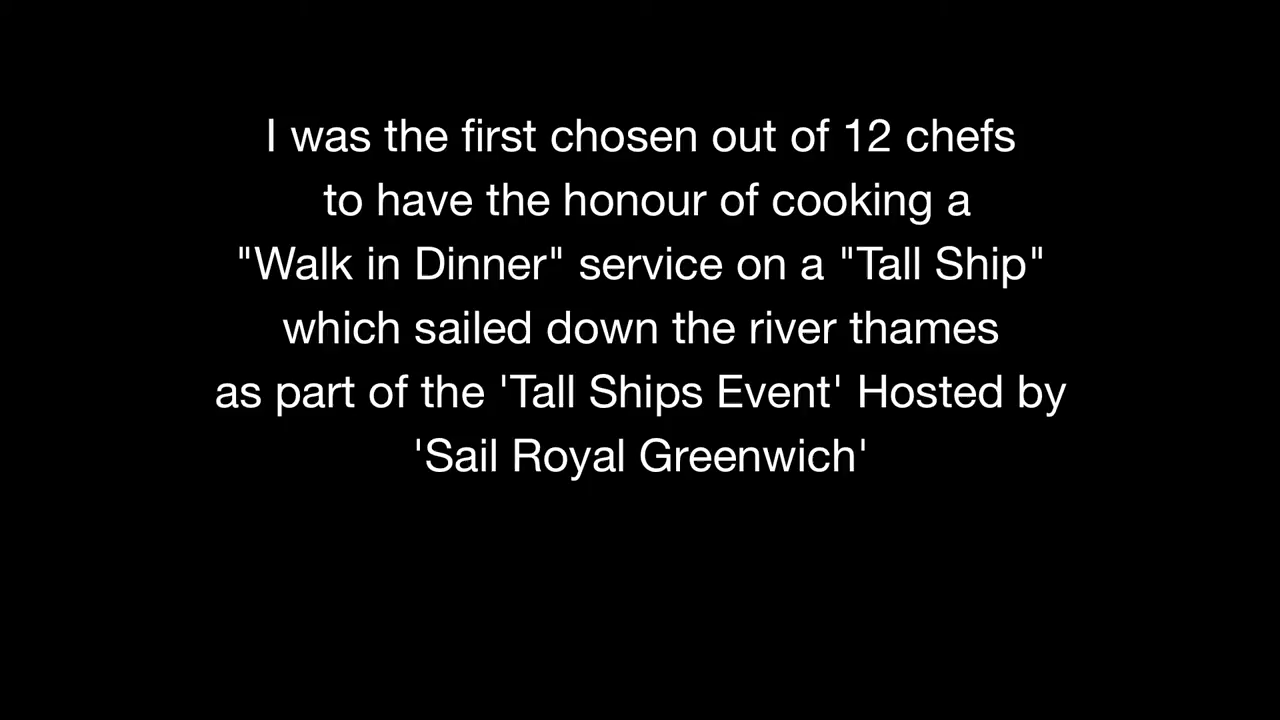 I was the first chosen out of 12 chefs
to have the honour of cooking a
"Walk in Dinner" service on a "Tall Ship"
which sailed down the river thames
as part of the 'Tall Ships Event' Hosted by
'Sail Royal Greenwich'